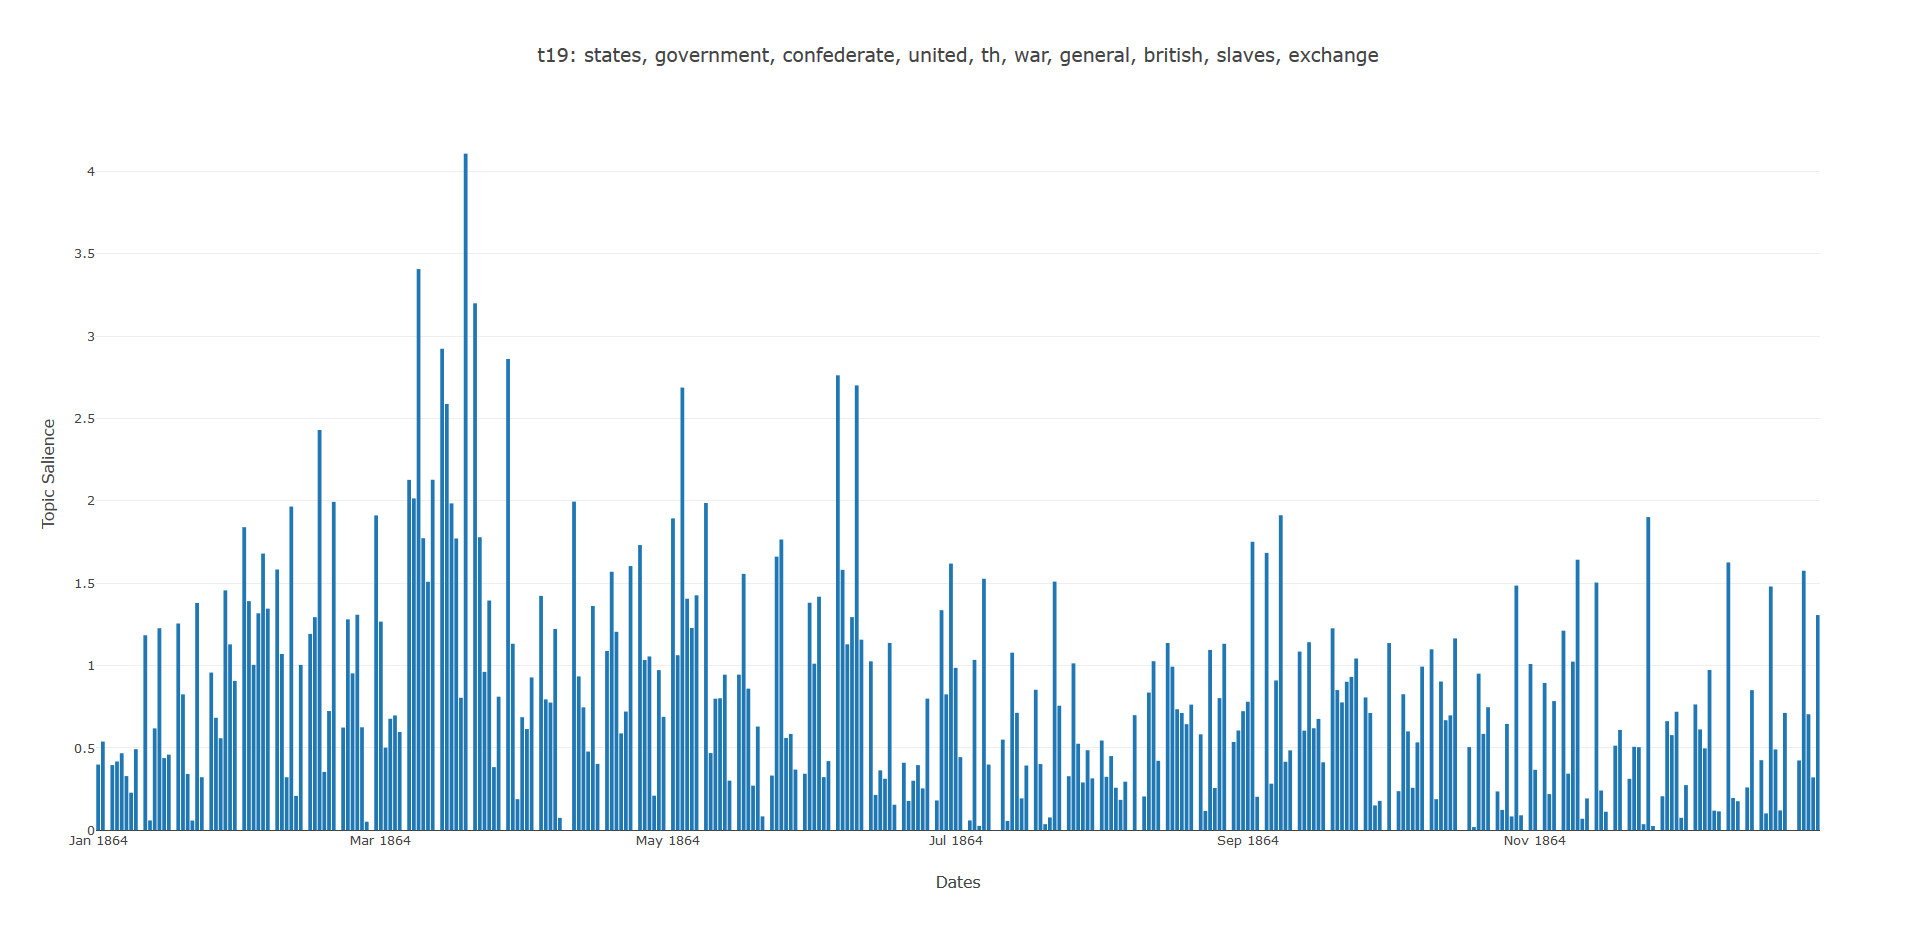 t19: states, government, confederate, united, th, war, general, british, slaves, exchange
4
3.5
3
2.5
2
1.5
1
0.5
0
Topic Salience
Jan 1864 Mar 1864 May 1864 Jul 1864 Sep 1864 Nov 1864
Dates